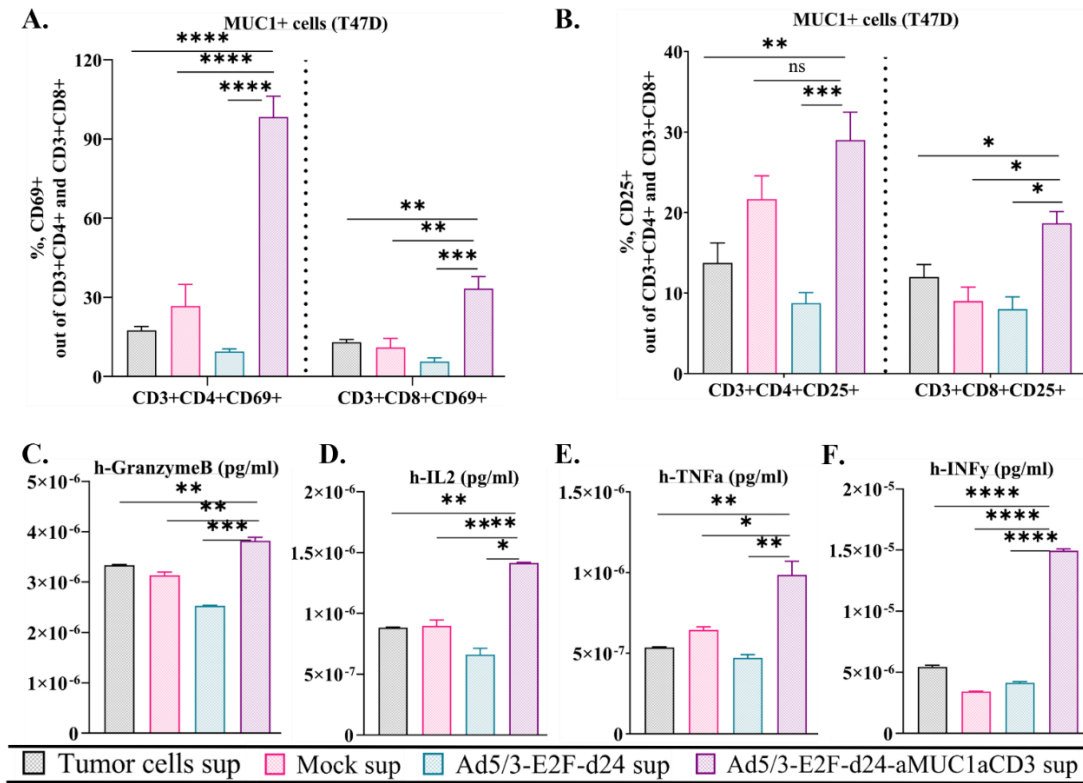 A.
MUC1+ cells (T47D)
%, CD69+
out of CD3+CD4+ and CD3+CD8+
120
90
60
30
0
****
****
****
**
**
***
CD3+CD4+CD69+
CD3+CD8+CD69+
B.
MUC1+ cells (T47D)
%, CD25+
out of CD3+CD4+ and CD3+CD8+
40
30
20
10
0
**
ns
***
*
*
*
CD3+CD4+CD25+
CD3+CD8+CD25+
C.
h-GranzymeB (pg/ml)
5×10⁻⁶
4×10⁻⁶
3×10⁻⁶
2×10⁻⁶
1×10⁻⁶
0
**
**
***
D.
h-IL2 (pg/ml)
2×10⁻⁶
2×10⁻⁶
1×10⁻⁶
5×10⁻⁷
0
**
****
*
E.
h-TNFa (pg/ml)
1×10⁻⁶
1×10⁻⁶
5×10⁻⁷
0
**
*
**
F.
h-INFy (pg/ml)
2×10⁻⁵
1×10⁻⁵
1×10⁻⁵
5×10⁻⁶
0
****
****
****
Tumor cells sup Mock sup Ad5/3-E2F-d24 sup Ad5/3-E2F-d24-aMUC1aCD3 sup